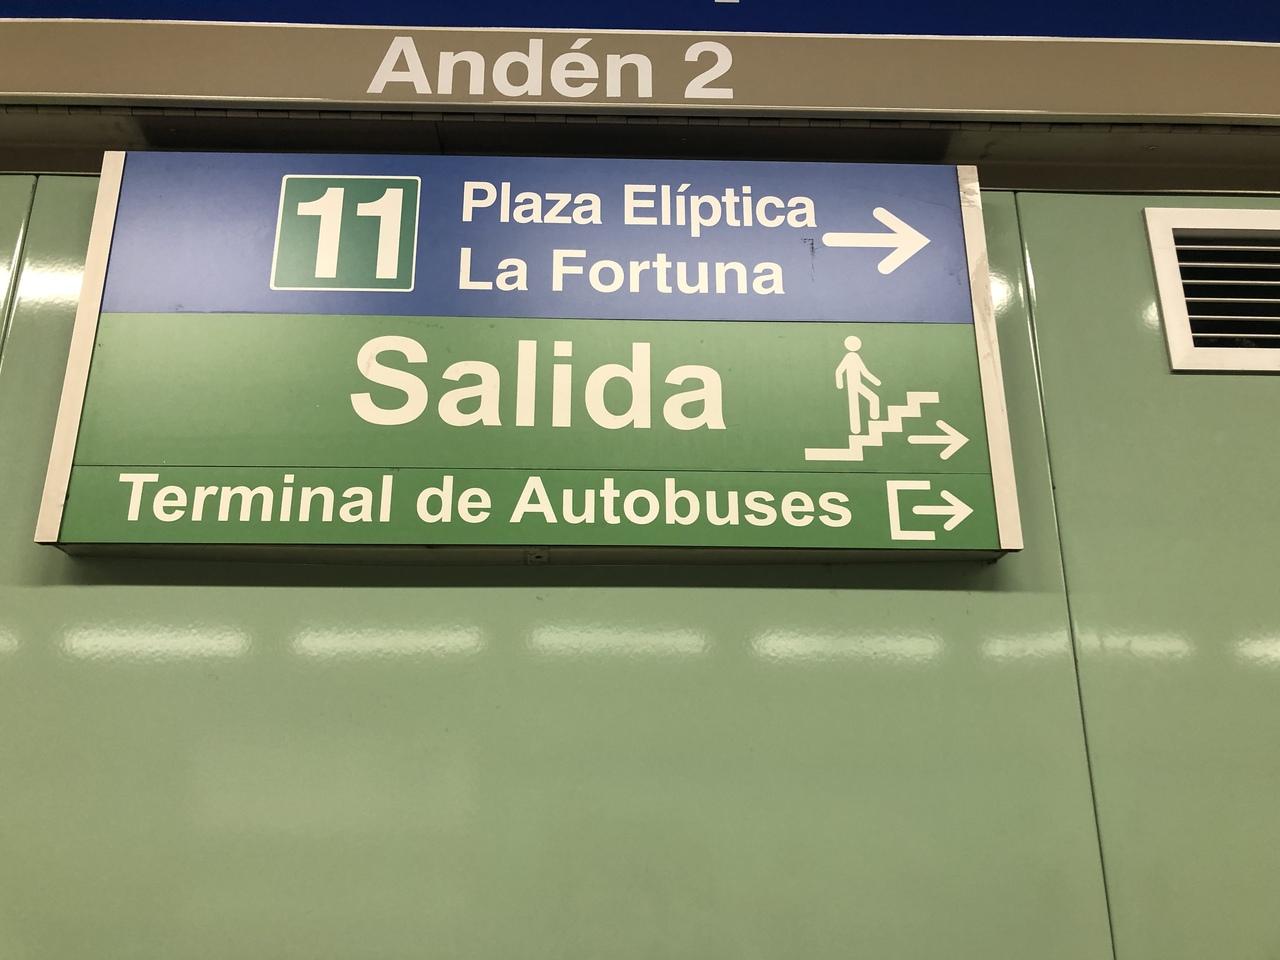 Andén 2
11 Plaza Elíptica
La Fortuna
Salida
Terminal de Autobuses